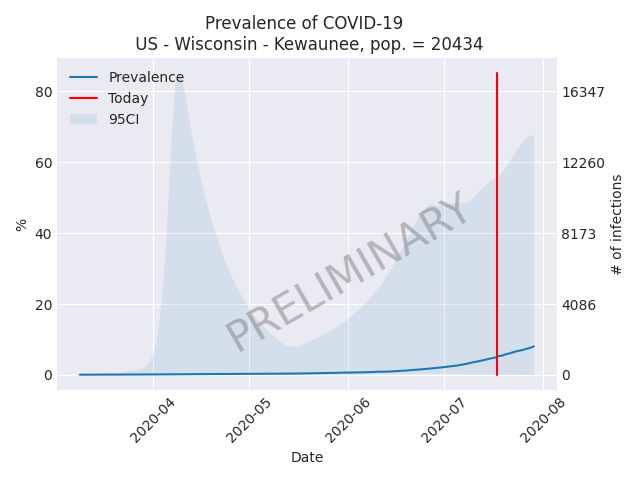 Prevalence of COVID-19
US - Wisconsin - Kewaunee, pop. = 20434
Prevalence
Today
95CI
PRELIMINARY
%
80
60
40
20
0
16347
12260
8173
4086
0
# of infections
2020-04
2020-05
2020-06
2020-07
2020-08
Date